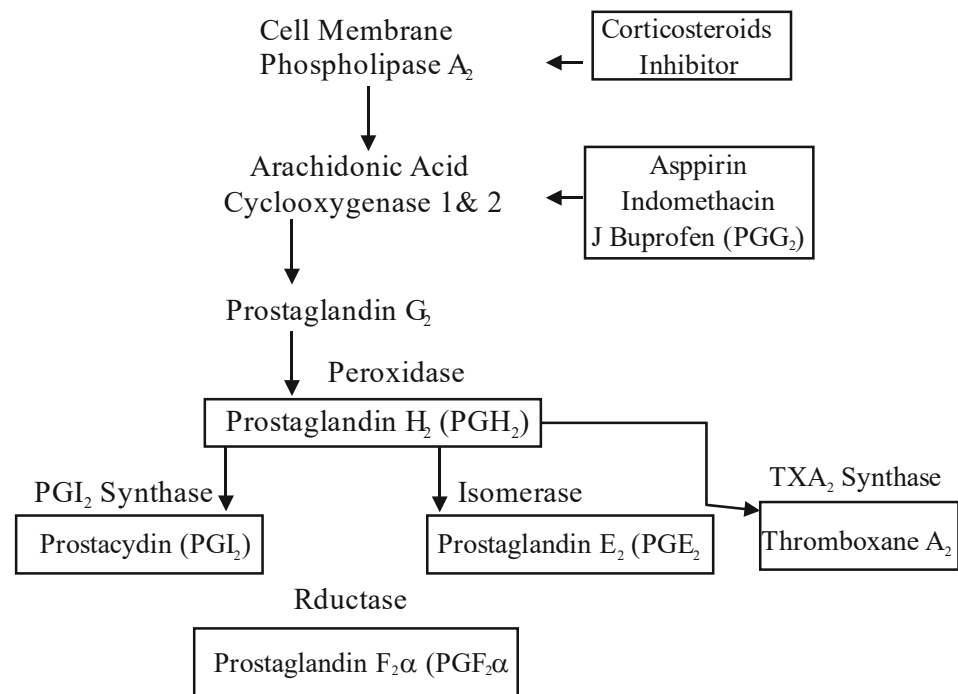 Cell Membrane
Phospholipase A₂
Corticosteroids
Inhibitor
Arachidonic Acid
Cyclooxygenase 1& 2
Asppirin
Indomethacin
J Buprofen (PGG₂)
Prostaglandin G₂
Peroxidase
Prostaglandin H₂ (PGH₂)
PGI₂ Synthase
Isomerase
TXA₂ Synthase
Prostacydin (PGI₂)
Prostaglandin E₂ (PGE₂
Thromboxane A₂
Rductase
Prostaglandin F₂α (PGF₂α